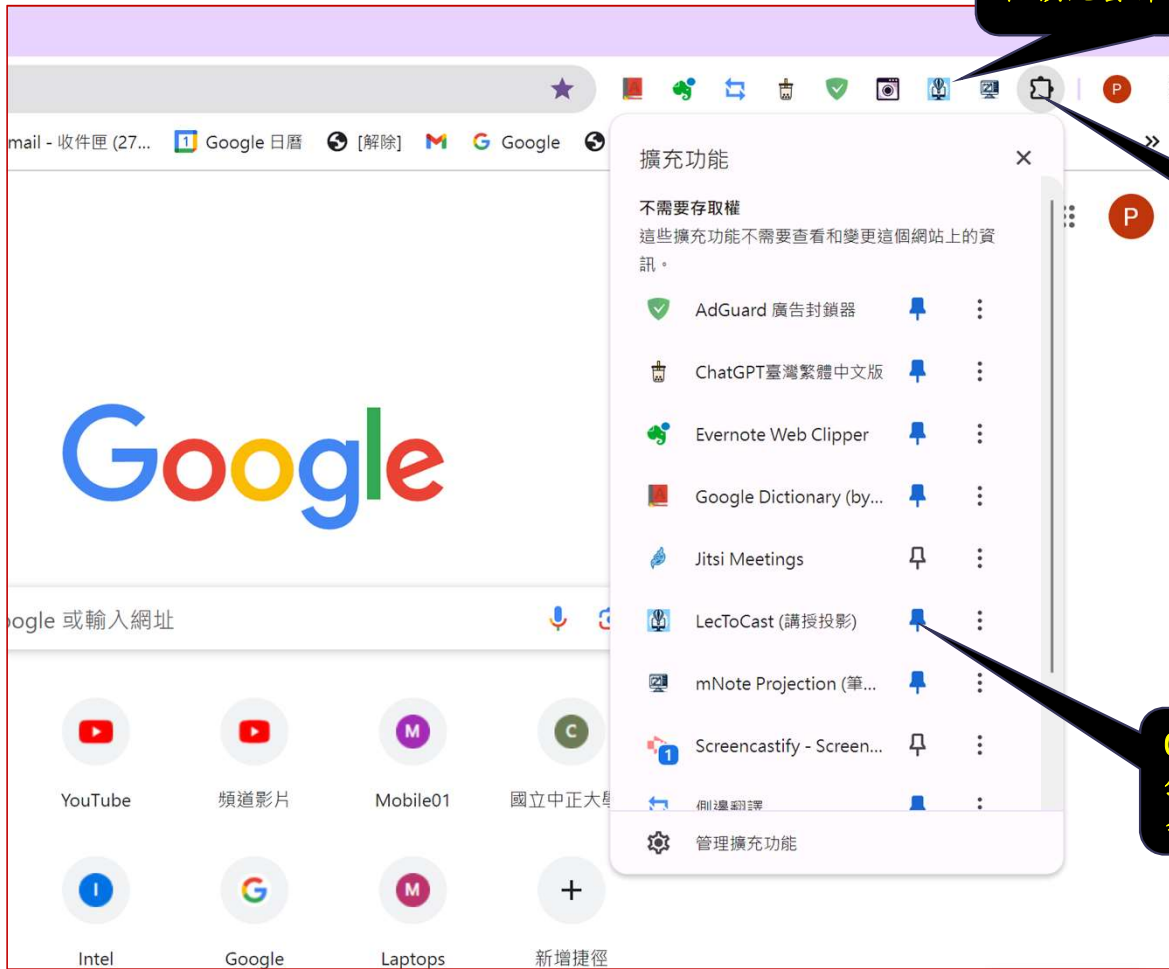 P
mail - 收件匣 (27...
Google 日曆
[解除]
Google
»
擴充功能
不需要存取權
這些擴充功能不需要查看和變更這個網站上的資
訊。
P
AdGuard 廣告封鎖器
ChatGPT臺灣繁體中文版
Evernote Web Clipper
Google Dictionary (by...
Jitsi Meetings
LecToCast (講授投影)
mNote Projection (筆...
Screencastify - Screen...
1
側邊翻譯
管理擴充功能
Google
或輸入網址
M
C
YouTube
頻道影片
Mobile01
國立中正大
I
G
M
+
Intel
Google
Laptops
新增捷徑